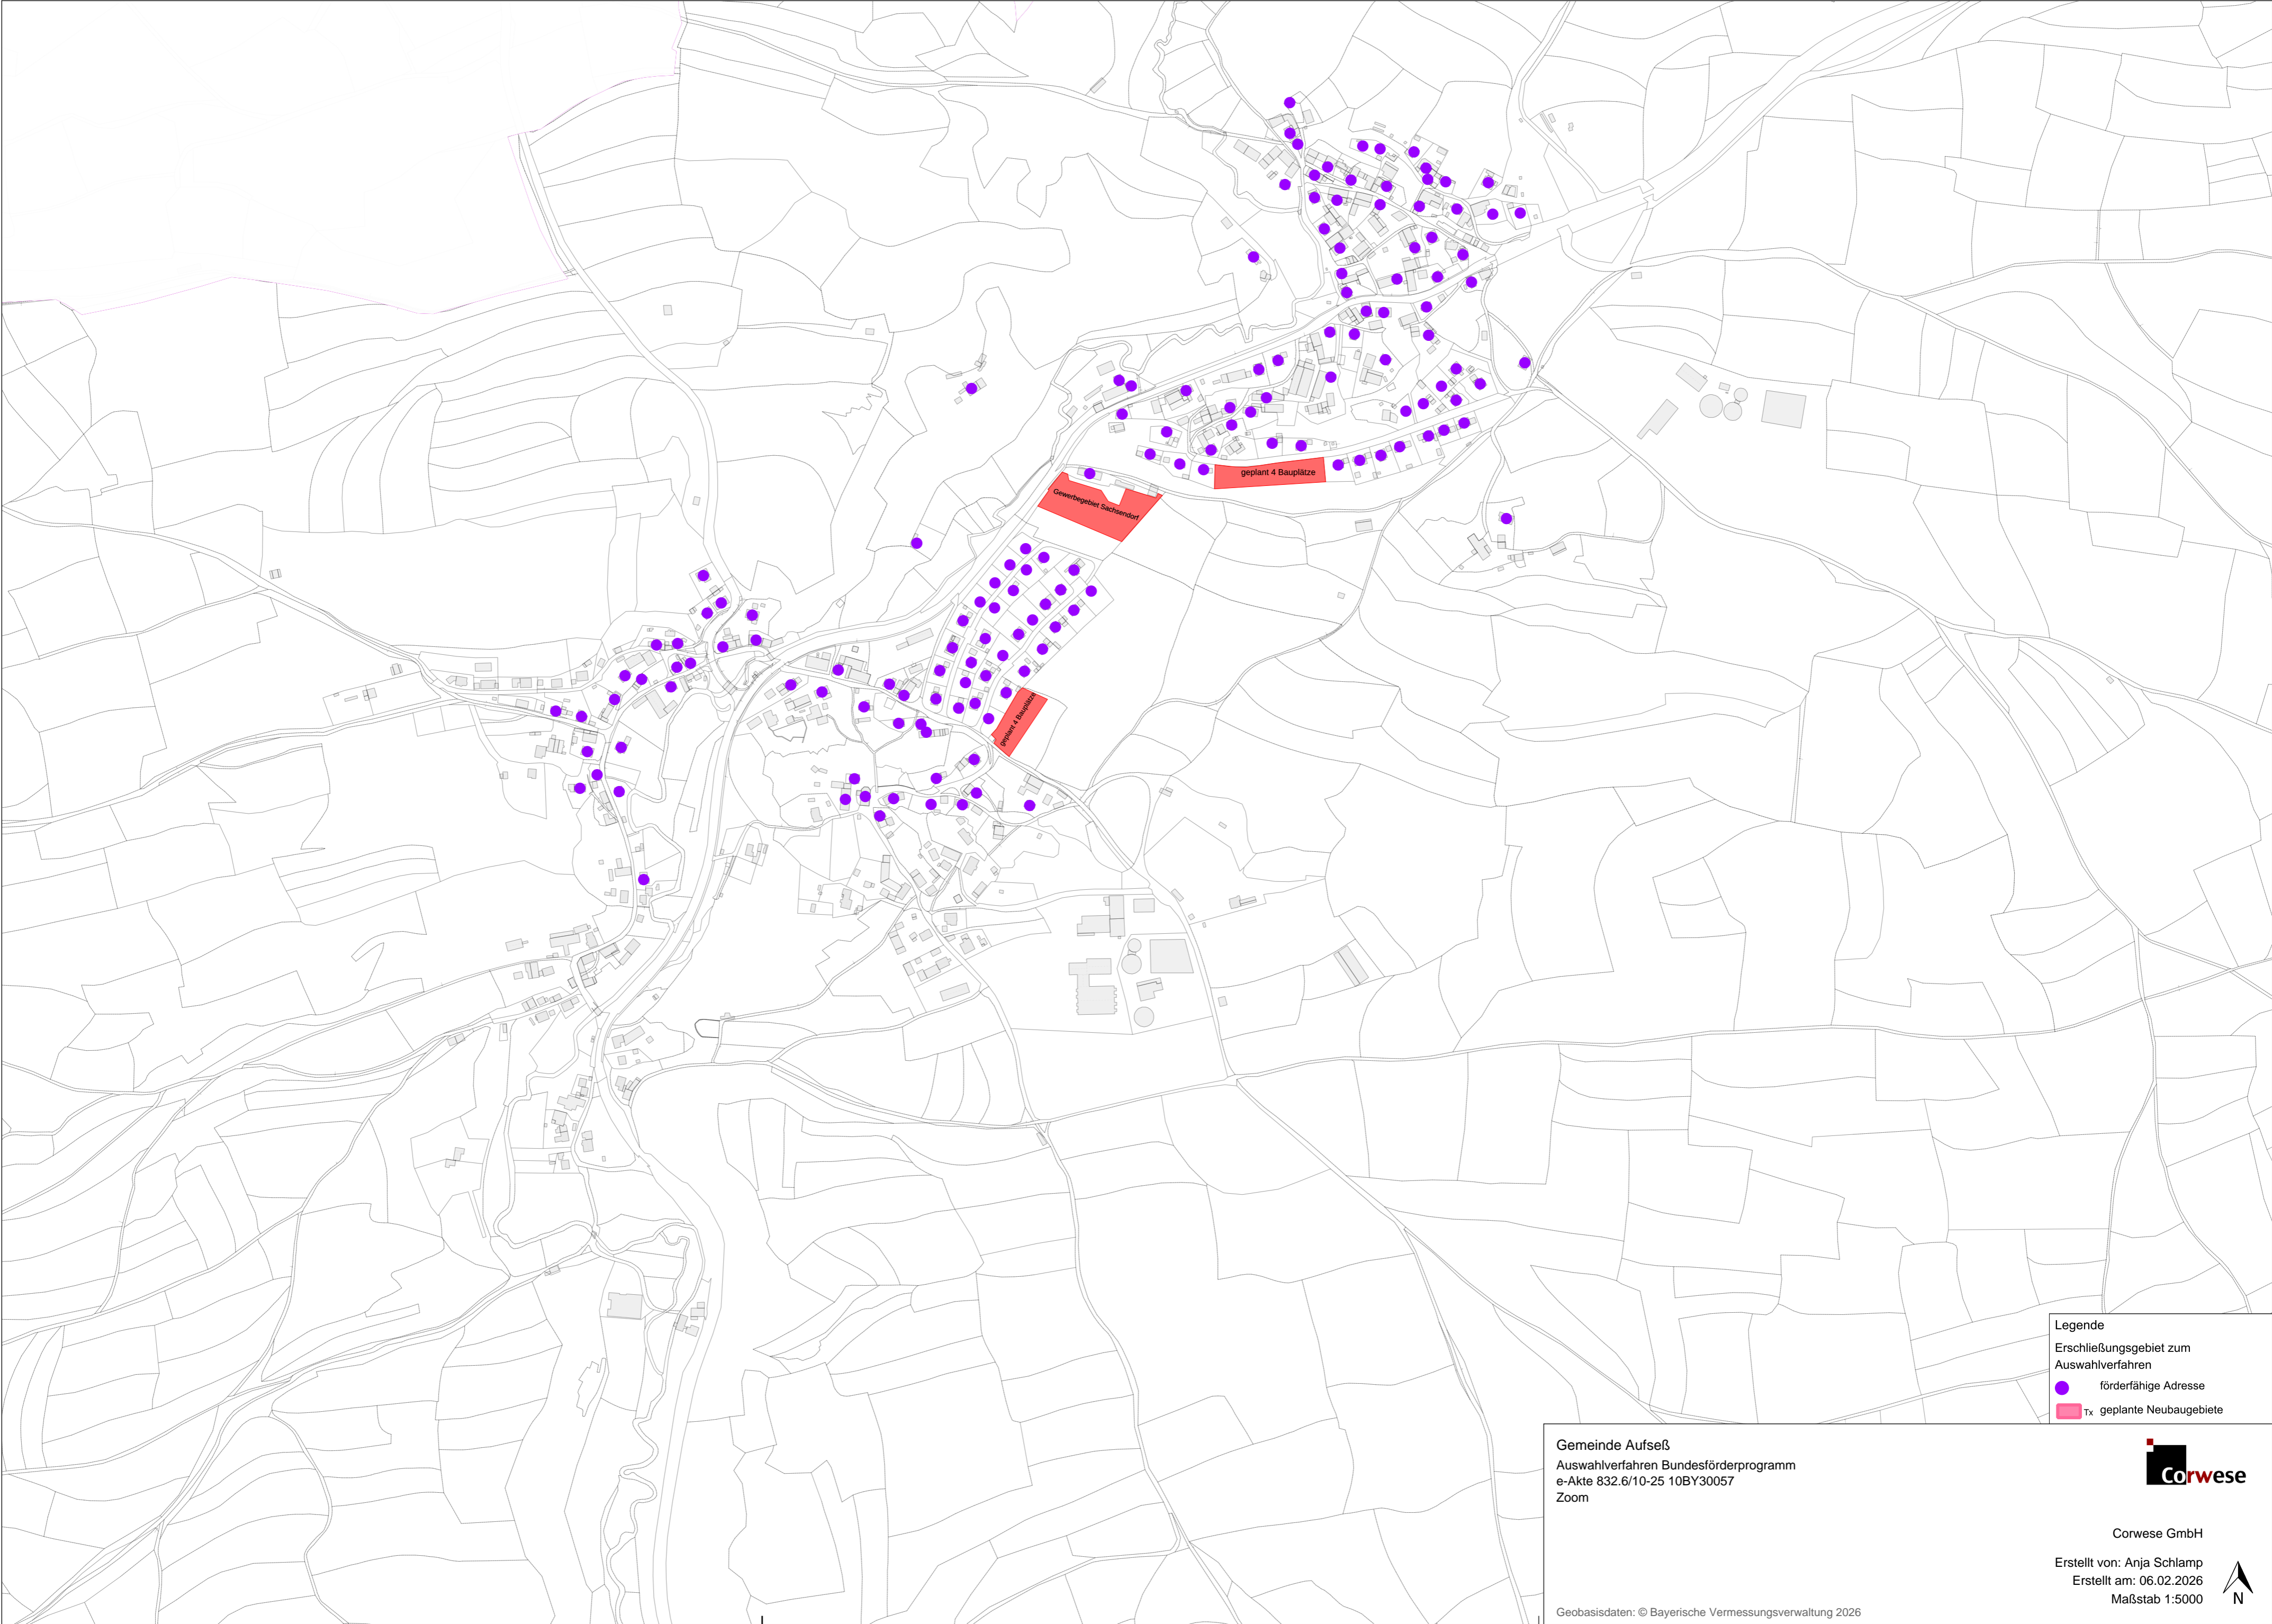 geplant 4 Bauplätze
Gewerbegebiet Sachsendorf
geplant 4 Bauplätze
Legende
Erschließungsgebiet zum
Auswahlverfahren
förderfähige Adresse
Tx geplante Neubaugebiete
Gemeinde Aufseß
Auswahlverfahren Bundesförderprogramm
e-Akte 832.6/10-25 10BY30057
Zoom
Corwese
Corwese GmbH
Erstellt von: Anja Schlamp
Erstellt am: 06.02.2026
Maßstab 1:5000
N
Geobasisdaten: © Bayerische Vermessungsverwaltung 2026